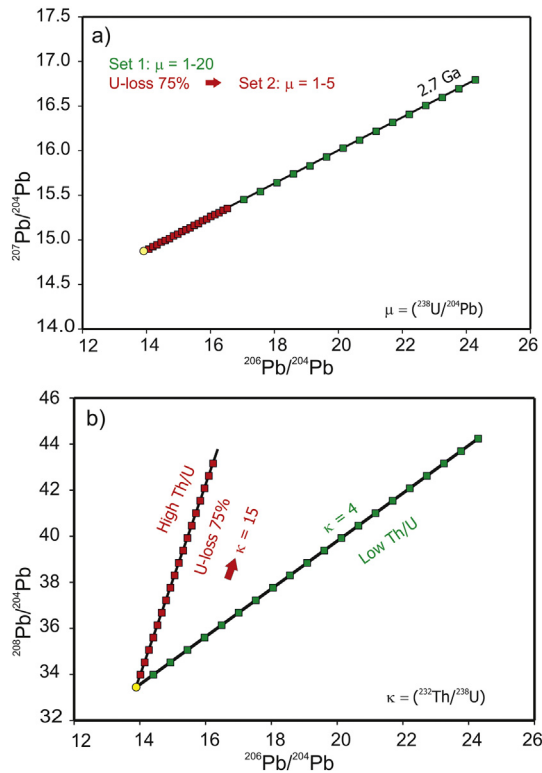 17.5
17.0
16.5
16.0
15.5
15.0
14.5
14.0
²⁰⁷Pb/²⁰⁴Pb
a)
Set 1: μ = 1-20
U-loss 75% Set 2: μ = 1-5
2.7 Ga
μ = (²³⁸U/²⁰⁴Pb)
12 14 16 18 20 22 24 26
²⁰⁶Pb/²⁰⁴Pb
46
44
42
40
38
36
34
32
²⁰⁸Pb/²⁰⁴Pb
b)
High Th/U
U-loss 75%
κ = 15
κ = 4
Low Th/U
κ = (²³²Th/²³⁸U)
12 14 16 18 20 22 24 26
²⁰⁶Pb/²⁰⁴Pb